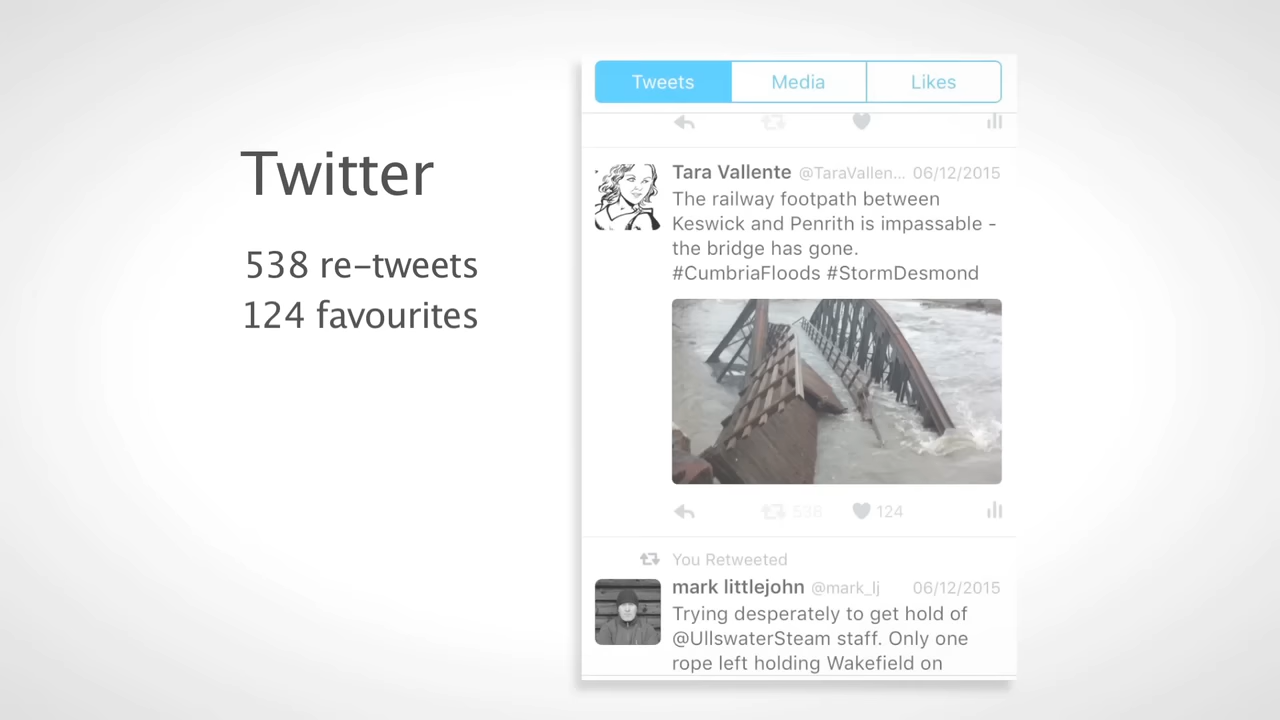 Twitter
538 re-tweets
124 favourites
Tweets
Media
Likes
Tara Vallente @TaraVallen... 06/12/2015
The railway footpath between
Keswick and Penrith is impassable -
the bridge has gone.
#CumbriaFloods #StormDesmond
538
124
You Retweeted
mark littlejohn @mark_lj 06/12/2015
Trying desperately to get hold of
@UllswaterSteam staff. Only one
rope left holding Wakefield on